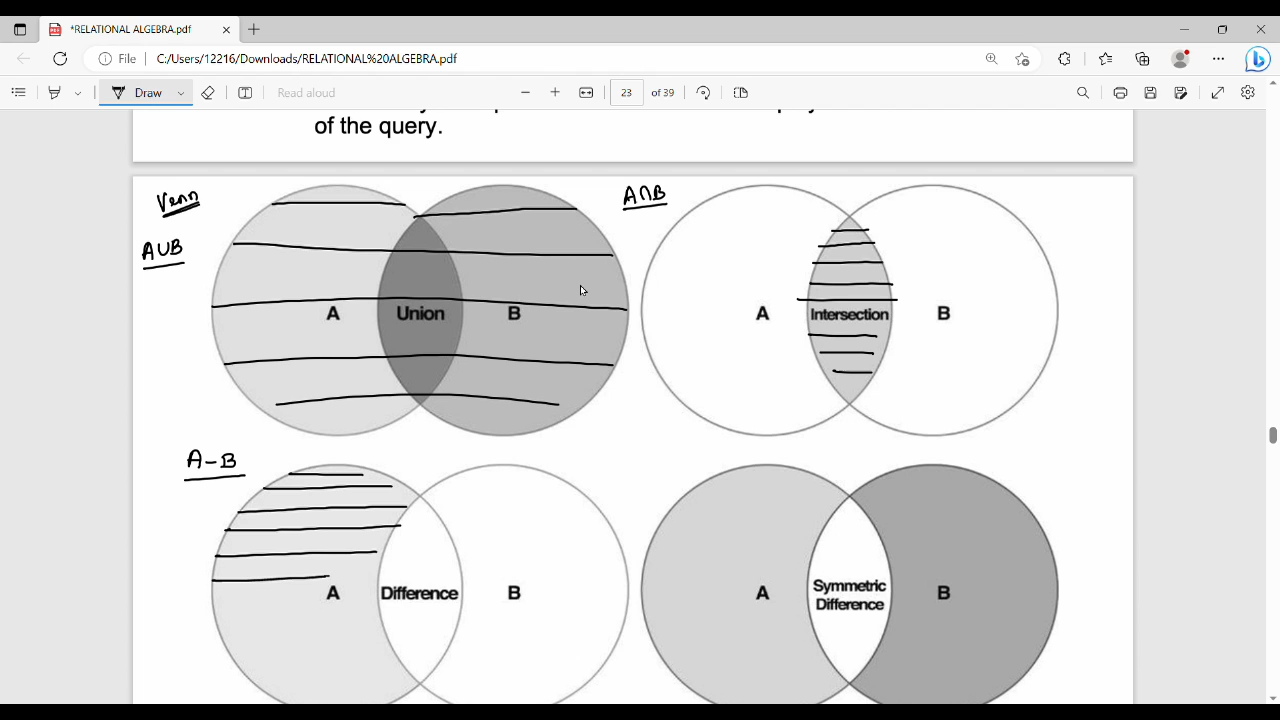 *RELATIONAL ALGEBRA.pdf
File C:/Users/12216/Downloads/RELATIONAL%20ALGEBRA.pdf
Draw Read aloud 23 of 39
of the query.
Venn
A∪B
A Union B
A∩B
A Intersection B
A-B
A Difference B
A Symmetric Difference B